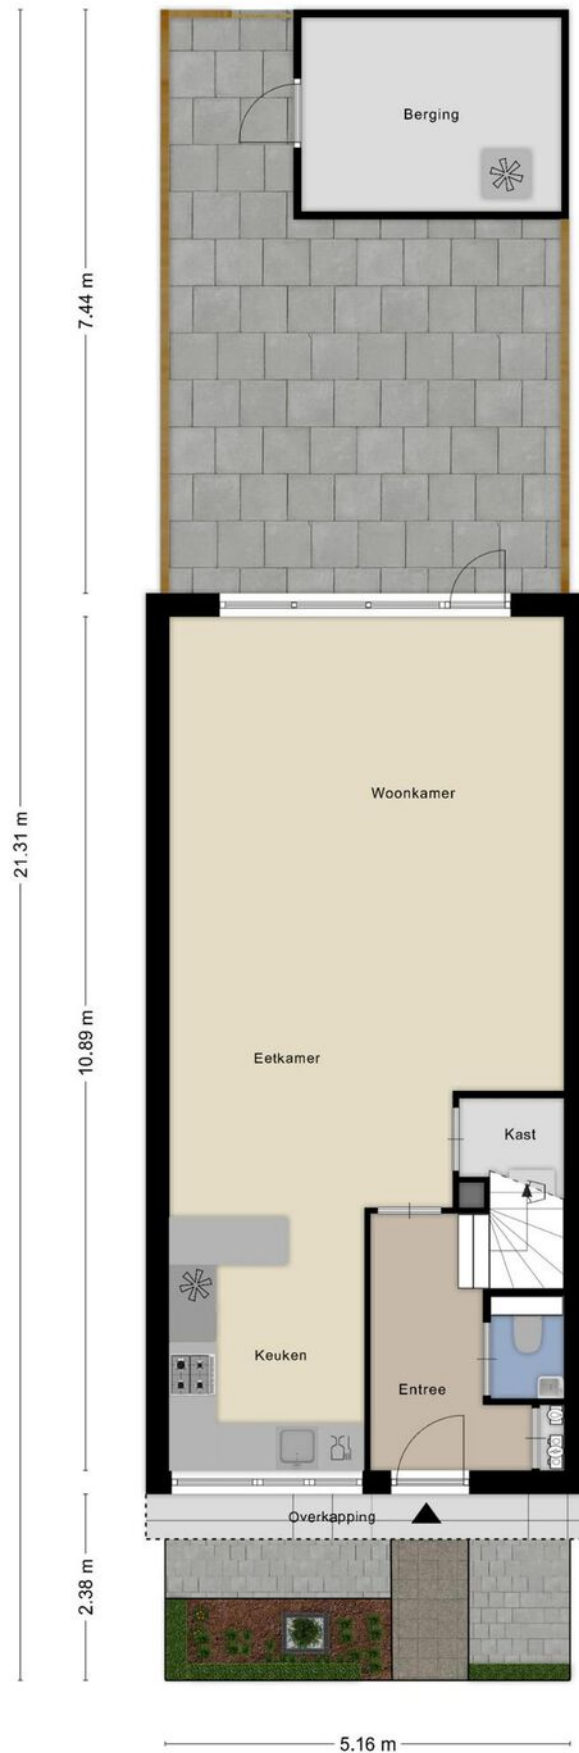 Berging
7.44 m
Woonkamer
21.31 m
10.89 m
Eetkamer
Kast
Keuken
Entree
Overkapping
2.38 m
5.16 m